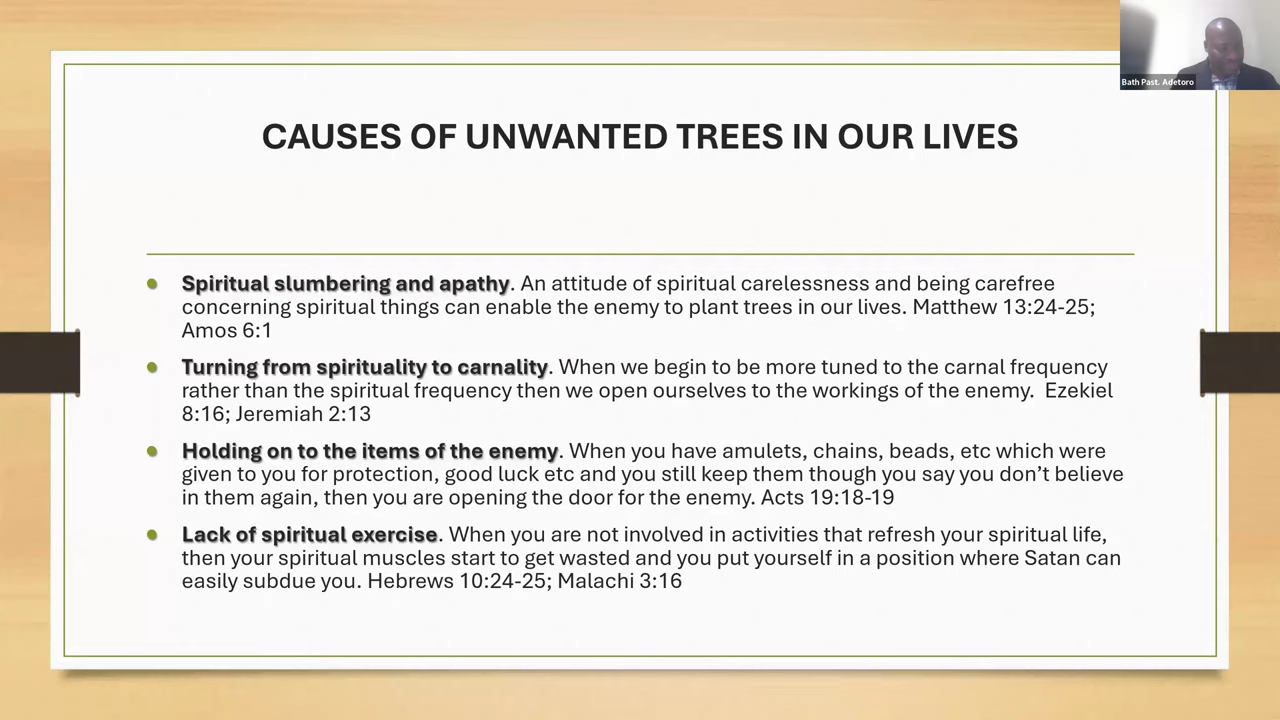 Bath Past. Adetoro
CAUSES OF UNWANTED TREES IN OUR LIVES
• Spiritual slumbering and apathy. An attitude of spiritual carelessness and being carefree
concerning spiritual things can enable the enemy to plant trees in our lives. Matthew 13:24-25;
Amos 6:1
• Turning from spirituality to carnality. When we begin to be more tuned to the carnal frequency
rather than the spiritual frequency then we open ourselves to the workings of the enemy.  Ezekiel
8:16; Jeremiah 2:13
• Holding on to the items of the enemy. When you have amulets, chains, beads, etc which were
given to you for protection, good luck etc and you still keep them though you say you don’t believe
in them again, then you are opening the door for the enemy. Acts 19:18-19
• Lack of spiritual exercise. When you are not involved in activities that refresh your spiritual life,
then your spiritual muscles start to get wasted and you put yourself in a position where Satan can
easily subdue you. Hebrews 10:24-25; Malachi 3:16